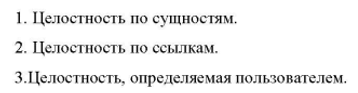 1. Целостность по сущностям.
2. Целостность по ссылкам.
3.Целостность, определяемая пользователем.